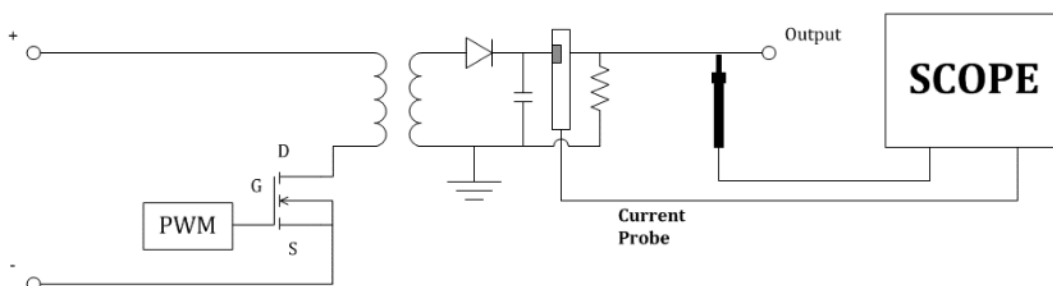 +
Output
SCOPE
D
G
PWM
S
Current
Probe
-